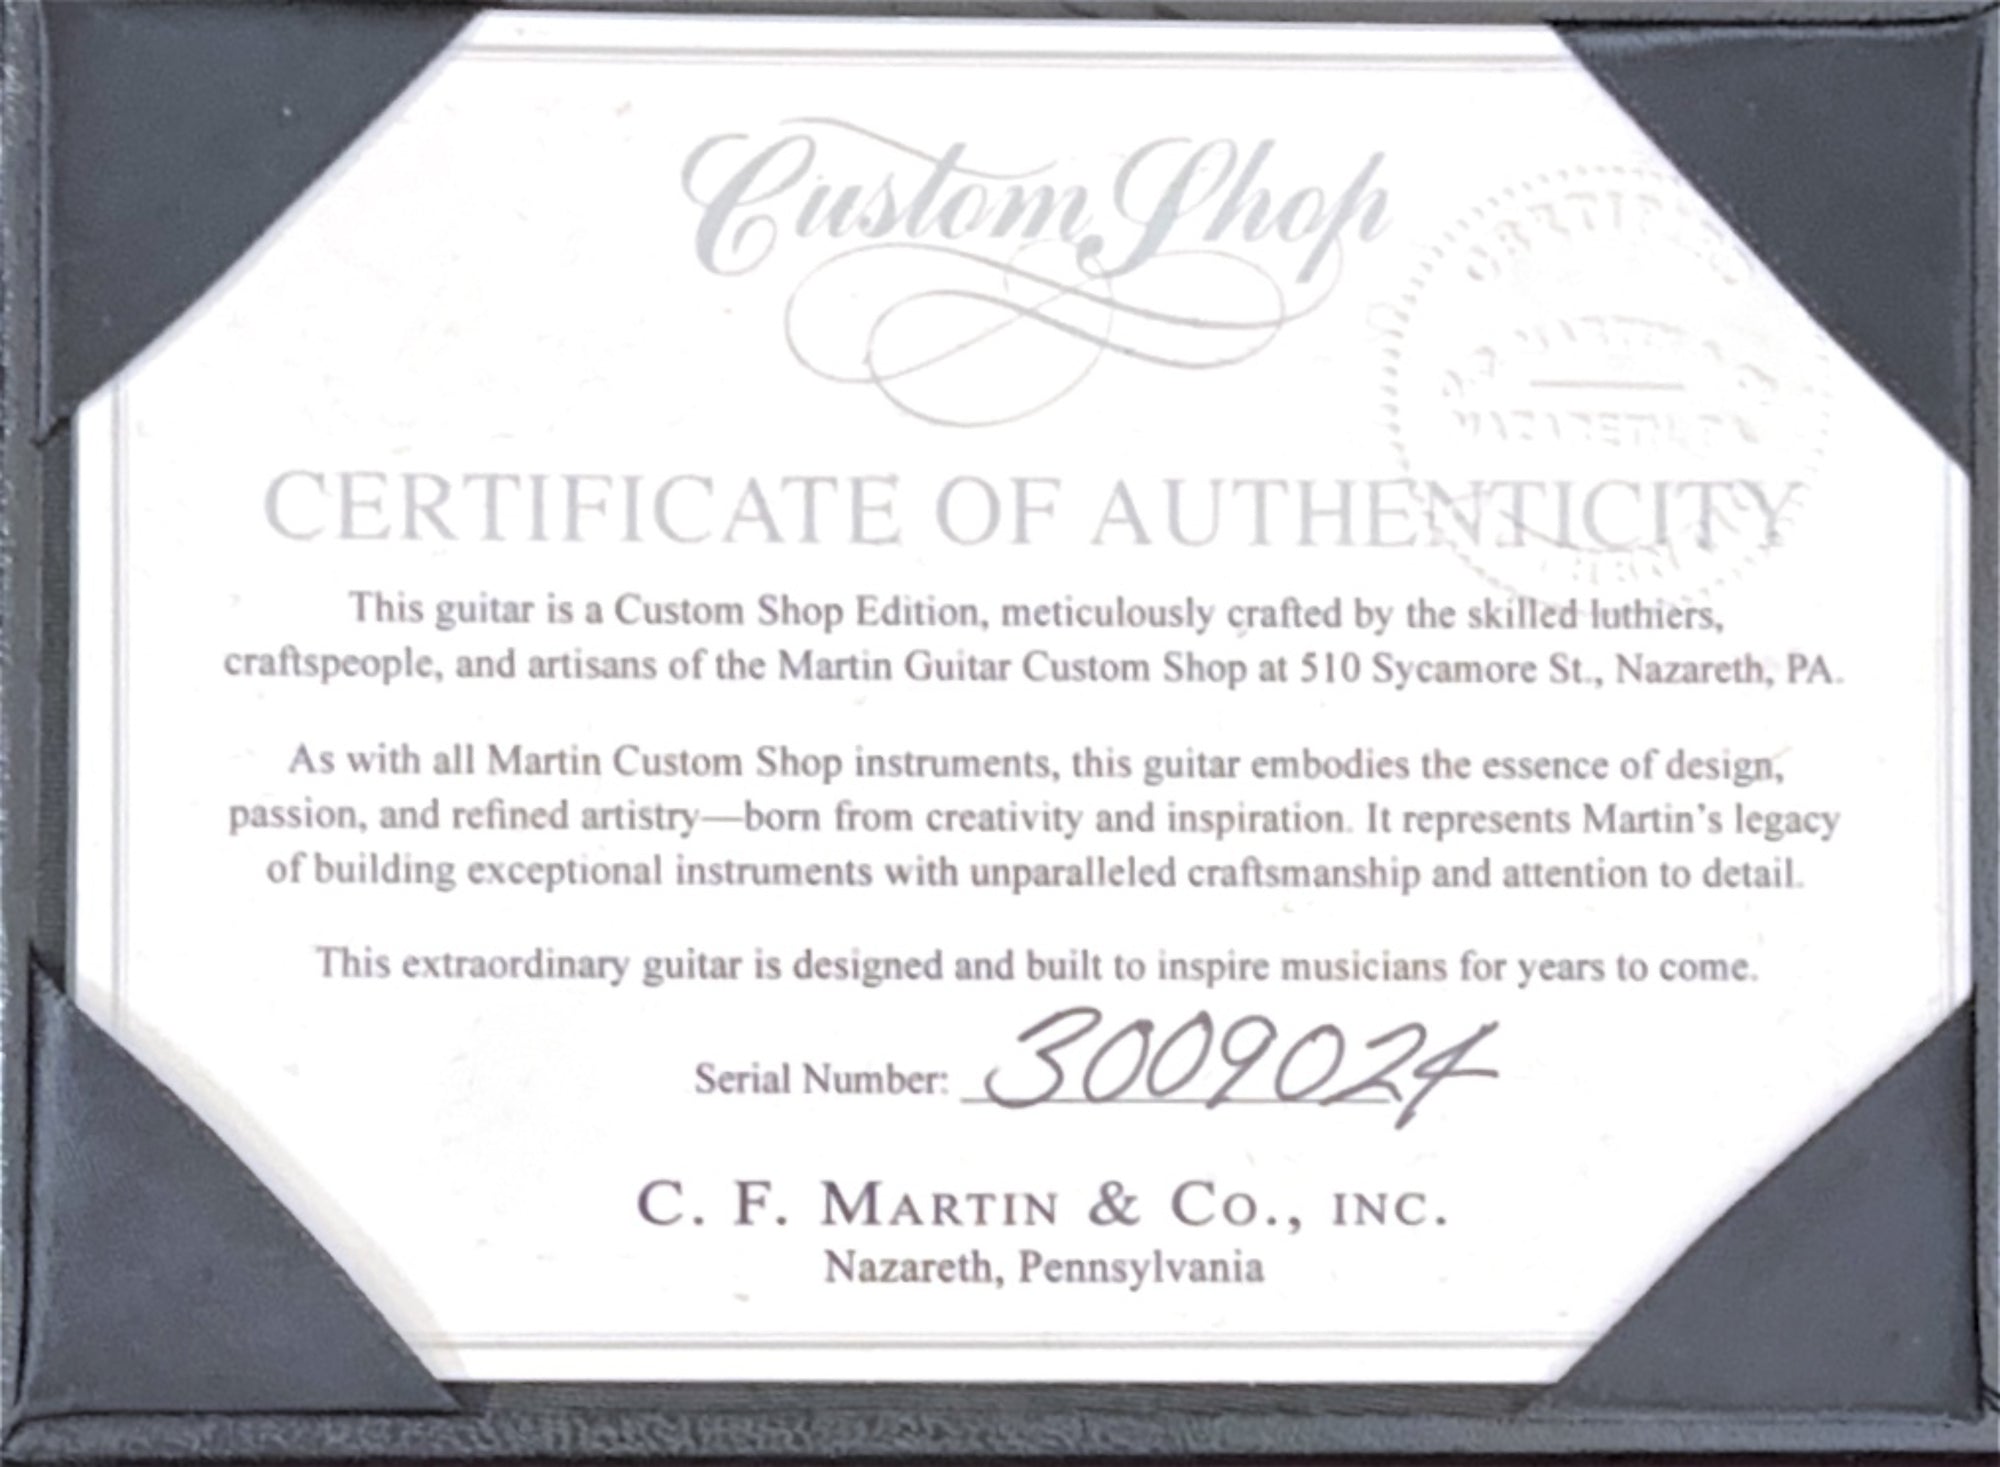 Custom Shop
CERTIFICATE OF AUTHENTICITY
This guitar is a Custom Shop Edition, meticulously crafted by the skilled luthiers,
craftspeople, and artisans of the Martin Guitar Custom Shop at 510 Sycamore St., Nazareth, PA.
As with all Martin Custom Shop instruments, this guitar embodies the essence of design,
passion, and refined artistry—born from creativity and inspiration. It represents Martin's legacy
of building exceptional instruments with unparalleled craftsmanship and attention to detail.
This extraordinary guitar is designed and built to inspire musicians for years to come.
Serial Number: 3009024
C. F. MARTIN & CO., INC.
Nazareth, Pennsylvania